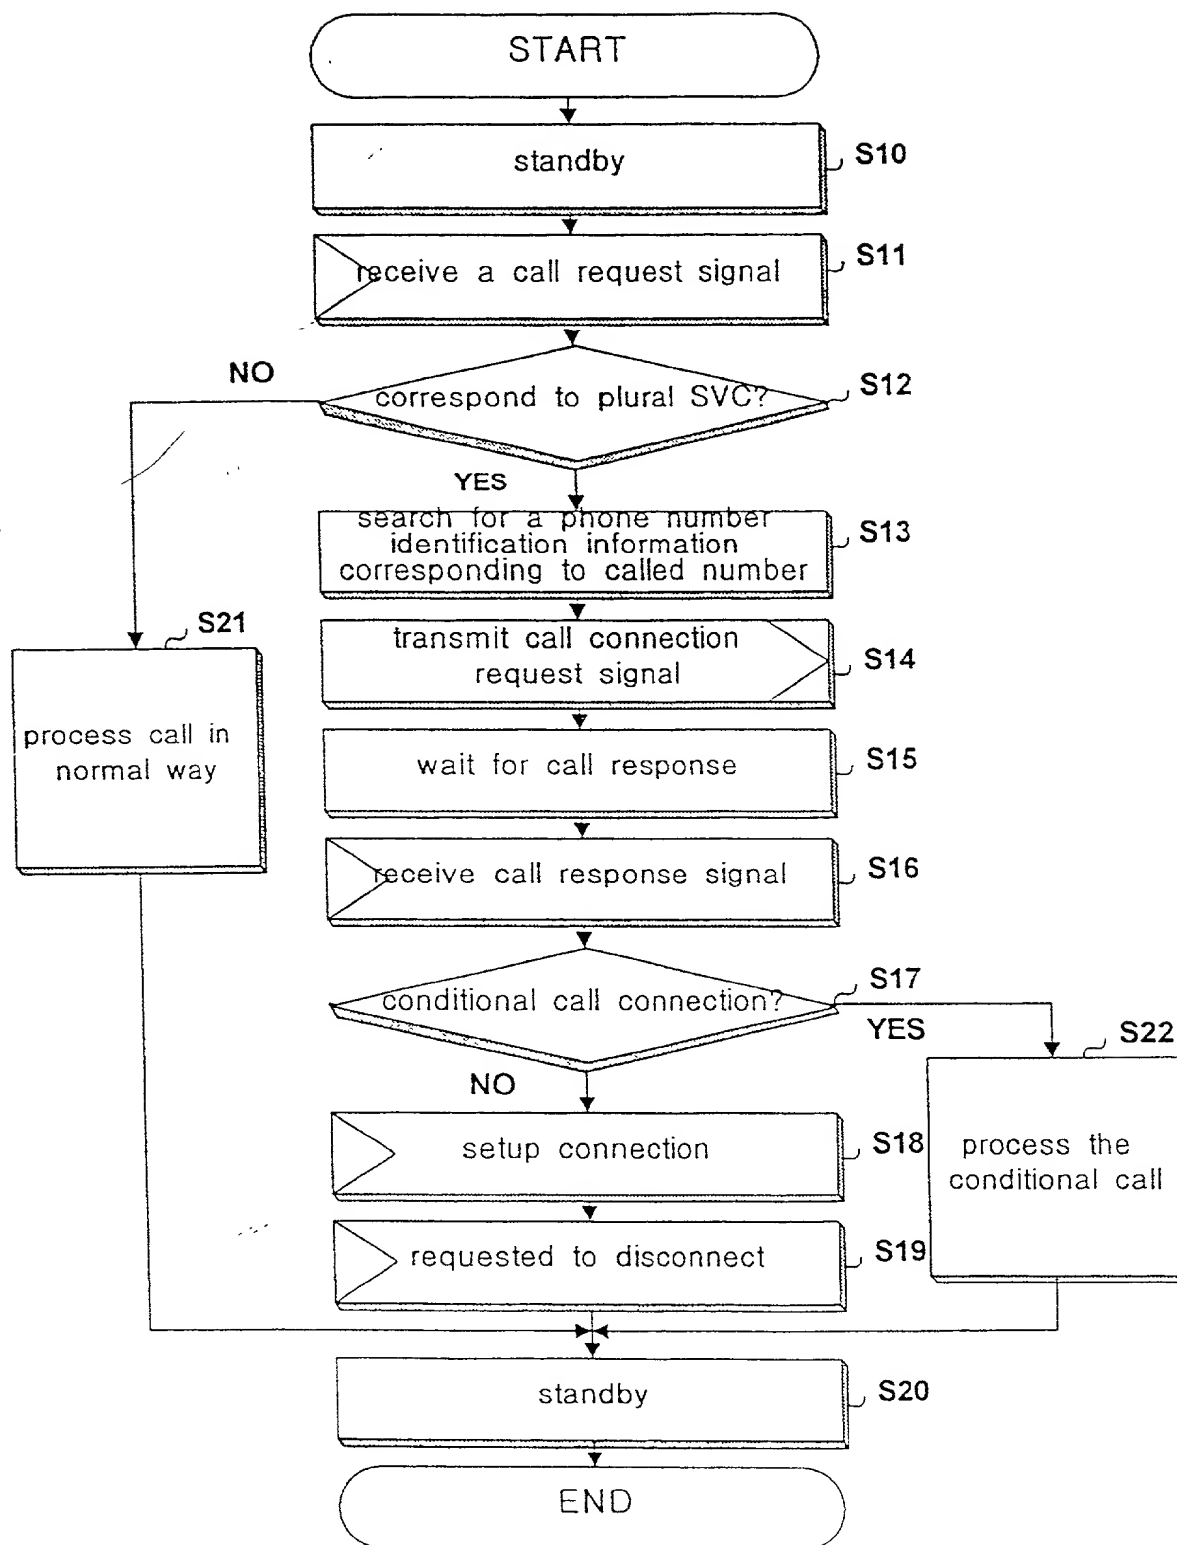 START
standby
S10
receive a call request signal
S11
NO
correspond to plural SVC?
S12
YES
search for a phone number
identification information
corresponding to called number
S13
S21
transmit call connection
request signal
S14
process call in
normal way
wait for call response
S15
receive call response signal
S16
conditional call connection?
S17
YES
NO
S22
setup connection
S18
process the
conditional call
requested to disconnect
S19
standby
S20
END